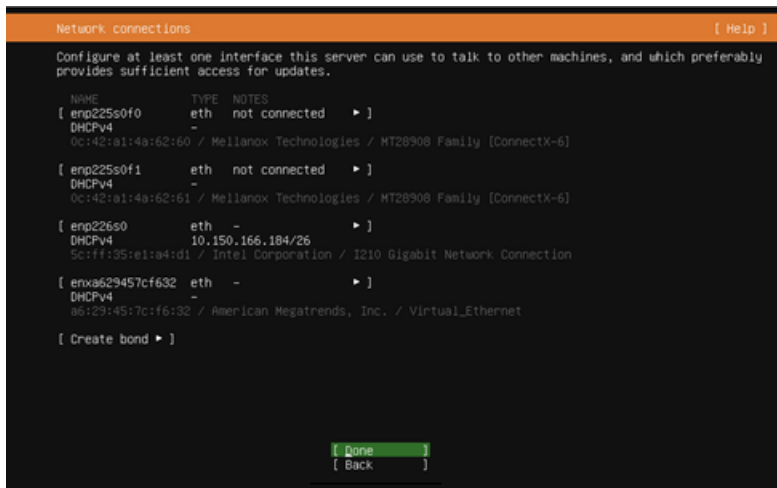 Network connections [ Help ]
Configure at least one interface this server can use to talk to other machines, and which preferably
provides sufficient access for updates.
NAME TYPE NOTES
[ enp225s0f0 eth not connected ▸ ]
DHCPv4 –
0c:42:a1:4a:62:60 / Mellanox Technologies / MT28908 Family [ConnectX-6]
[ enp225s0f1 eth not connected ▸ ]
DHCPv4 –
0c:42:a1:4a:62:61 / Mellanox Technologies / MT28908 Family [ConnectX-6]
[ enp226s0 eth – ▸ ]
DHCPv4 10.150.166.184/26
5c:ff:35:e1:a4:d1 / Intel Corporation / I210 Gigabit Network Connection
[ enxa629457cf632 eth – ▸ ]
DHCPv4 –
a6:29:45:7c:f6:32 / American Megatrends, Inc. / Virtual_Ethernet
[ Create bond ▸ ]
[ Done ]
[ Back ]